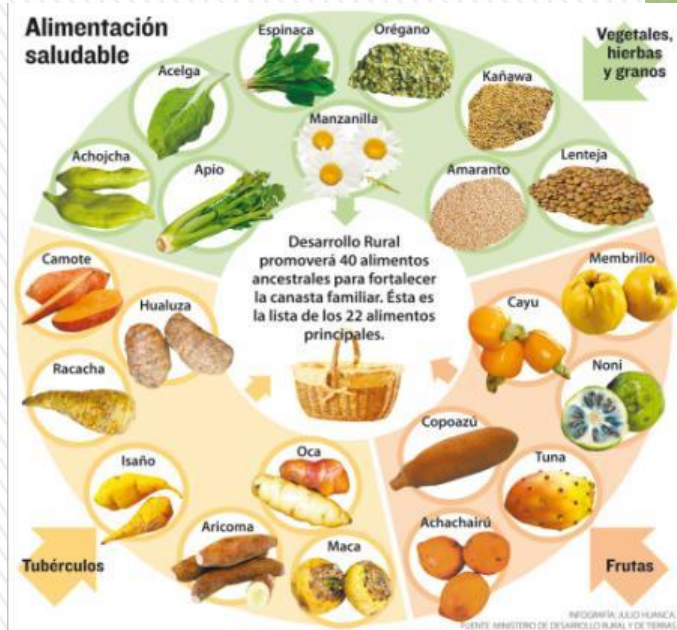 Alimentación
saludable
Vegetales,
hierbas
y granos
Espinaca
Orégano
Acelga
Kañawa
Manzanilla
Achojcha
Apio
Amaranto
Lenteja
Desarrollo Rural
promoverá 40 alimentos
ancestrales para fortalecer
la canasta familiar. Ésta es
la lista de los 22 alimentos
principales.
Camote
Hualuza
Racacha
Isaño
Oca
Aricoma
Maca
Tubérculos
Membrillo
Cayu
Noni
Copoazú
Tuna
Achachairú
Frutas
INFOGRAFÍA: JULIO HUANCA.
FUENTE: MINISTERIO DE DESARROLLO RURAL Y DE TIERRAS